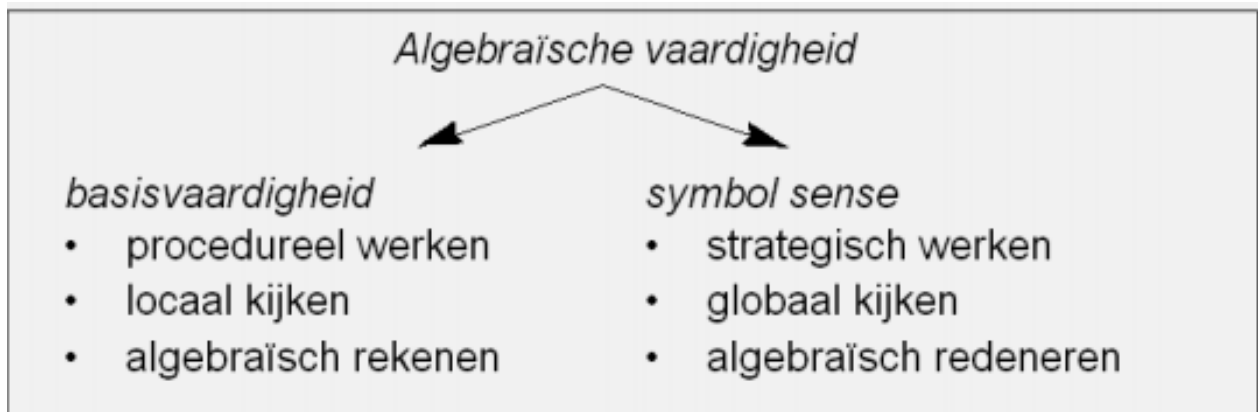 Algebraïsche vaardigheid
basisvaardigheid
• procedureel werken
• locaal kijken
• algebraïsch rekenen
symbol sense
• strategisch werken
• globaal kijken
• algebraïsch redeneren